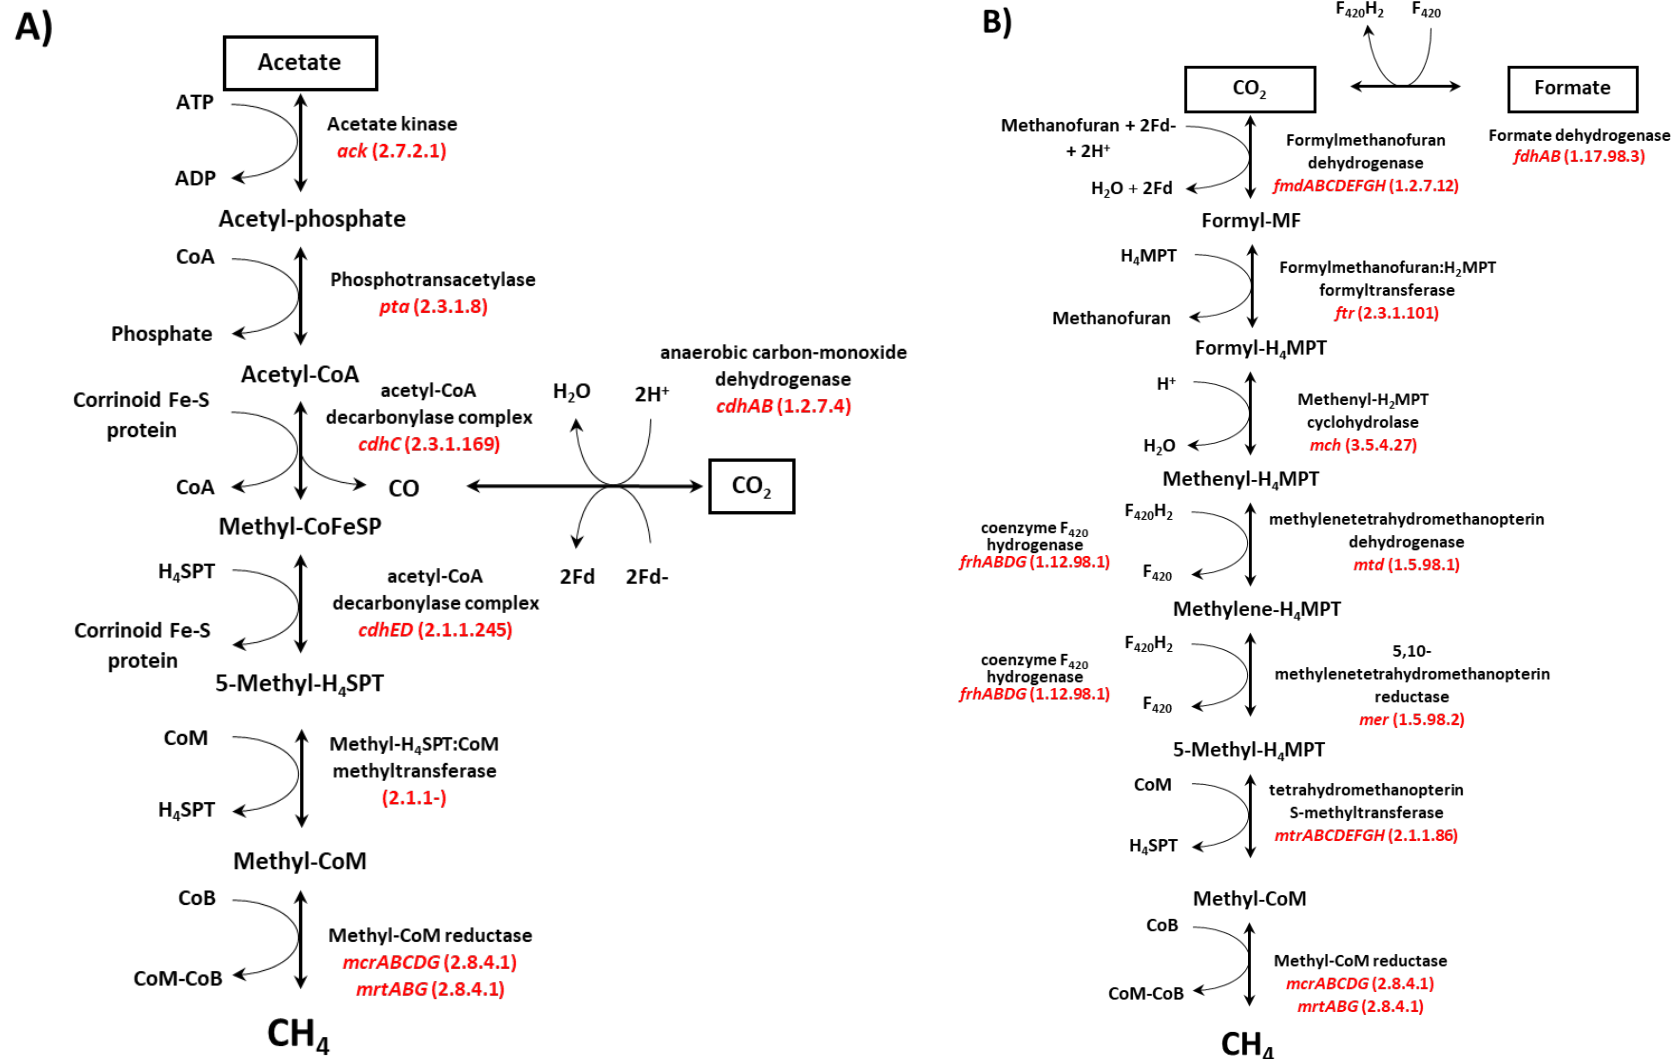 A)
Acetate
ATP
Acetate kinase
ack (2.7.2.1)
ADP
Acetyl-phosphate
CoA
Phosphotransacetylase
pta (2.3.1.8)
Phosphate
Acetyl-CoA
Corrinoid Fe-S
protein
acetyl-CoA
decarbonylase complex
cdhC (2.3.1.169)
CoA
CO
H₂O
2H⁺
anaerobic carbon-monoxide
dehydrogenase
cdhAB (1.2.7.4)
CO₂
2Fd
2Fd-
Methyl-CoFeSP
H₄SPT
acetyl-CoA
decarbonylase complex
cdhED (2.1.1.245)
Corrinoid Fe-S
protein
5-Methyl-H₄SPT
CoM
Methyl-H₄SPT:CoM
methyltransferase
(2.1.1-)
H₄SPT
Methyl-CoM
CoB
Methyl-CoM reductase
mcrABCDG (2.8.4.1)
mrtABG (2.8.4.1)
CoM-CoB
CH₄
B)
F₄₂₀H₂
F₄₂₀
CO₂
Formate
Formate dehydrogenase
fdhAB (1.17.98.3)
Methanofuran + 2Fd-
+ 2H⁺
Formylmethanofuran
dehydrogenase
fmdABCDEFGH (1.2.7.12)
H₂O + 2Fd
Formyl-MF
H₄MPT
Formylmethanofuran:H₂MPT
formyltransferase
ftr (2.3.1.101)
Methanofuran
Formyl-H₄MPT
H⁺
Methenyl-H₂MPT
cyclohydrolase
mch (3.5.4.27)
H₂O
Methenyl-H₄MPT
F₄₂₀H₂
coenzyme F₄₂₀
hydrogenase
frhABDG (1.12.98.1)
methylenetetrahydromethanopterin
dehydrogenase
mtd (1.5.98.1)
F₄₂₀
Methylene-H₄MPT
F₄₂₀H₂
coenzyme F₄₂₀
hydrogenase
frhABDG (1.12.98.1)
5,10-
methylenetetrahydromethanopterin
reductase
mer (1.5.98.2)
F₄₂₀
5-Methyl-H₄MPT
CoM
tetrahydromethanopterin
S-methyltransferase
mtrABCDEFGH (2.1.1.86)
H₄SPT
Methyl-CoM
CoB
Methyl-CoM reductase
mcrABCDG (2.8.4.1)
mrtABG (2.8.4.1)
CoM-CoB
CH₄